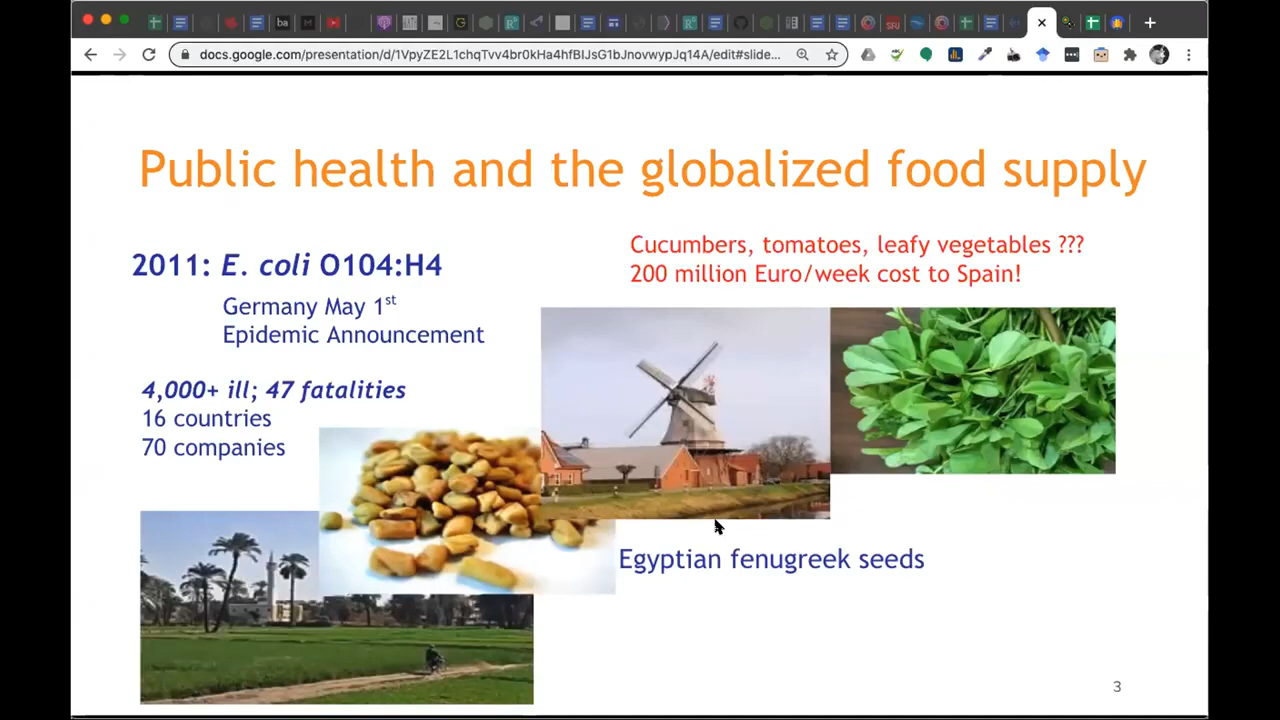 ba
M
SRJ
docs.google.com/presentation/d/1VpyZE2L1chqTvv4br0kHa4hfBIJsG1bJnovwypJq14A/edit#slide...
Public health and the globalized food supply
2011: E. coli O104:H4
Germany May 1st
Epidemic Announcement
4,000+ ill; 47 fatalities
16 countries
70 companies
Cucumbers, tomatoes, leafy vegetables ???
200 million Euro/week cost to Spain!
Egyptian fenugreek seeds
3